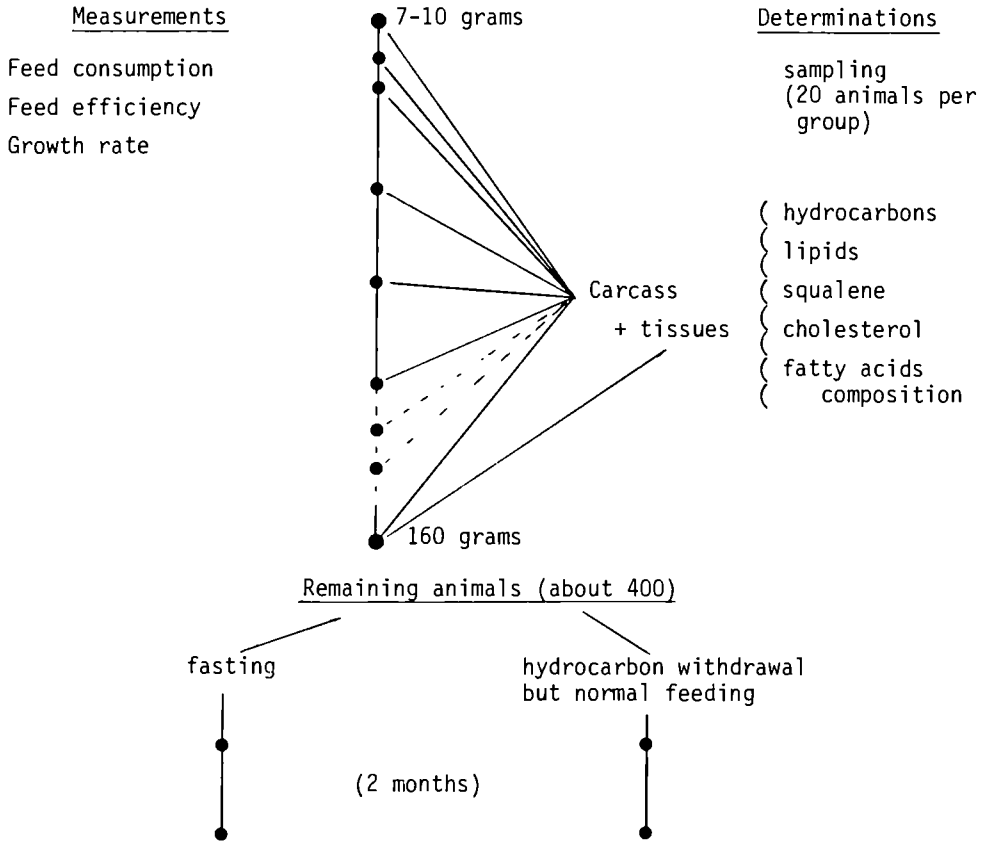 Measurements
Feed consumption
Feed efficiency
Growth rate
7-10 grams
Determinations
sampling
(20 animals per
group)
( hydrocarbons
(
( lipids
(
( squalene
(
( cholesterol
(
( fatty acids
( composition
Carcass
+ tissues
160 grams
Remaining animals (about 400)
fasting
hydrocarbon withdrawal
but normal feeding
(2 months)